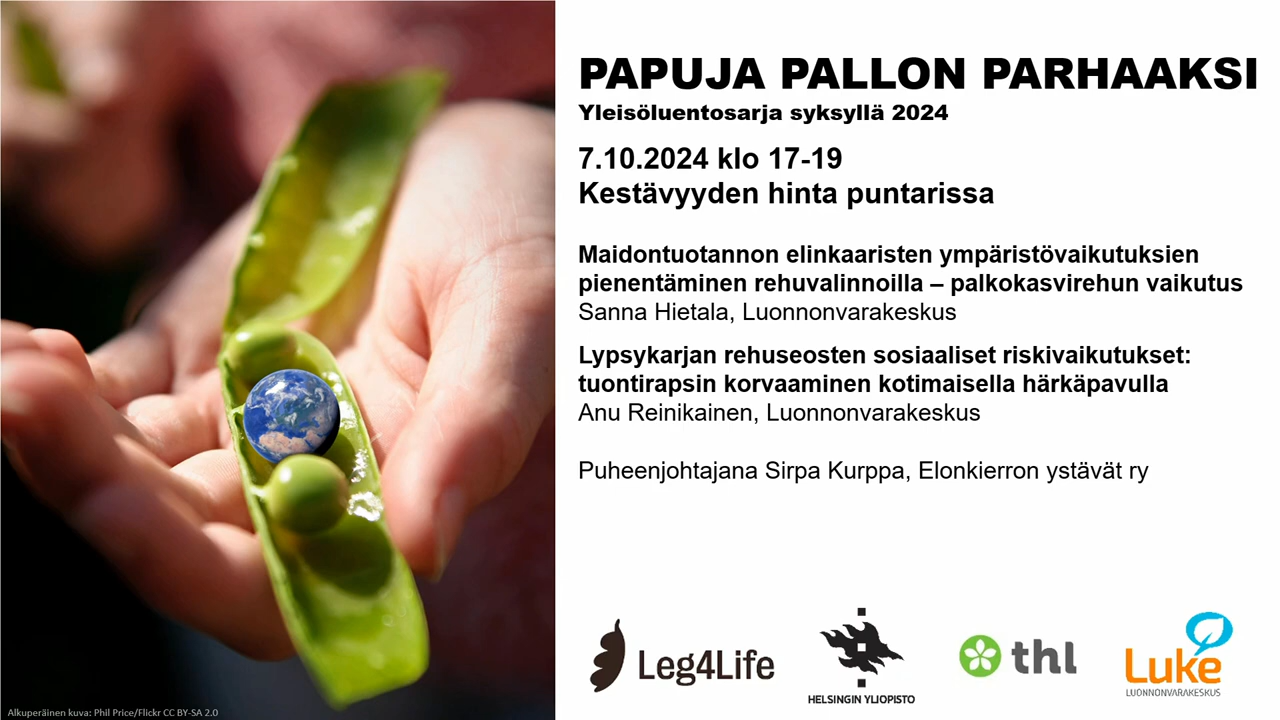 PAPUJA PALLON PARHAAKSI
Yleisöluentosarja syksyllä 2024
7.10.2024 klo 17-19
Kestävyyden hinta puntarissa
Maidontuotannon elinkaaristen ympäristövaikutuksien
pienentäminen rehuvalinnoilla – palkokasvirehun vaikutus
Sanna Hietala, Luonnonvarakeskus
Lypsykarjan rehuseosten sosiaaliset riskivaikutukset:
tuontirapsin korvaaminen kotimaisella härkäpavulla
Anu Reinikainen, Luonnonvarakeskus
Puheenjohtajana Sirpa Kurppa, Elonkierron ystävät ry
Leg4Life
HELSINGIN YLIOPISTO
thl
Luke
LUONNONVARAKESKUS
Alkuperäinen kuva: Phil Price/Flickr CC BY-SA 2.0